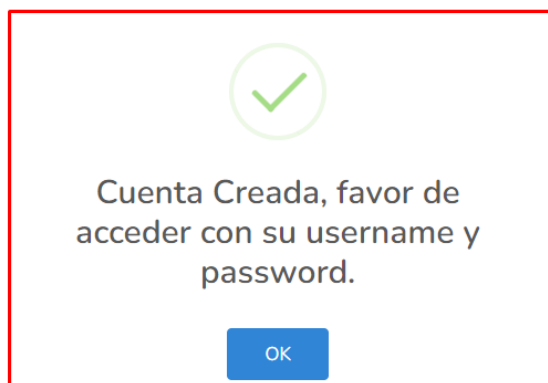 Cuenta Creada, favor de
acceder con su username y
password.
OK